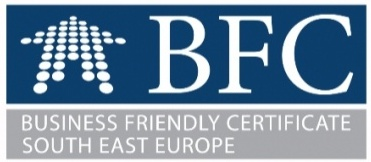 BFC
BUSINESS FRIENDLY CERTIFICATE
SOUTH EAST EUROPE